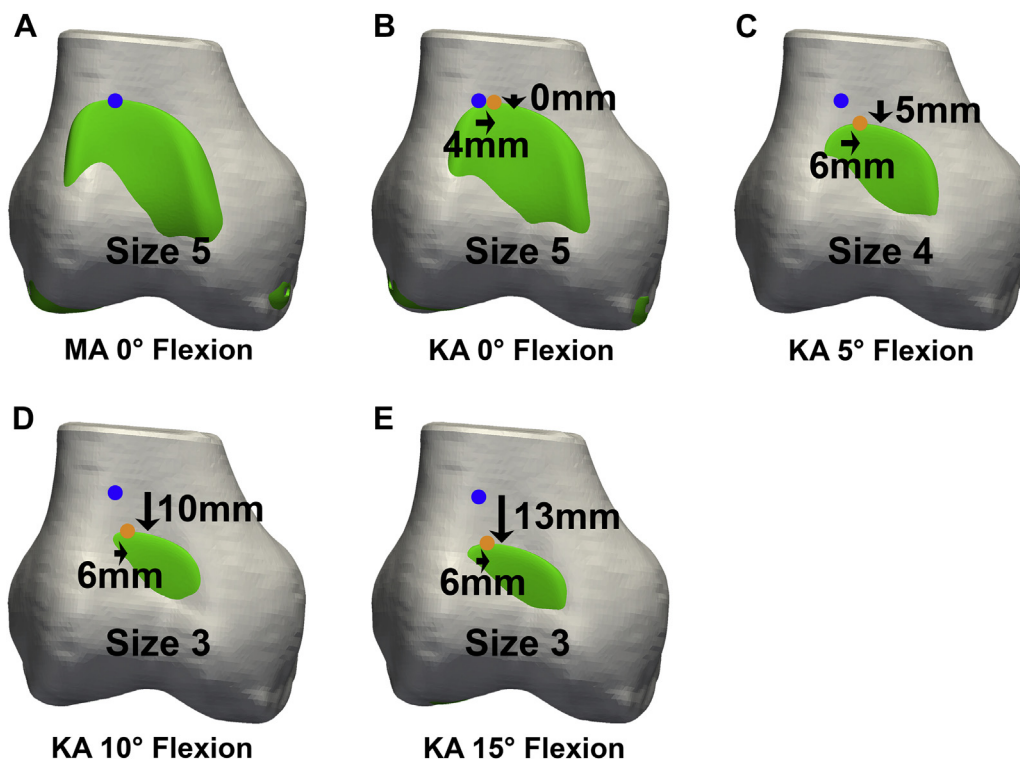 A
B
C
0mm
4mm
5mm
6mm
Size 5
Size 5
Size 4
MA 0° Flexion
KA 0° Flexion
KA 5° Flexion
D
E
10mm
13mm
6mm
6mm
Size 3
Size 3
KA 10° Flexion
KA 15° Flexion